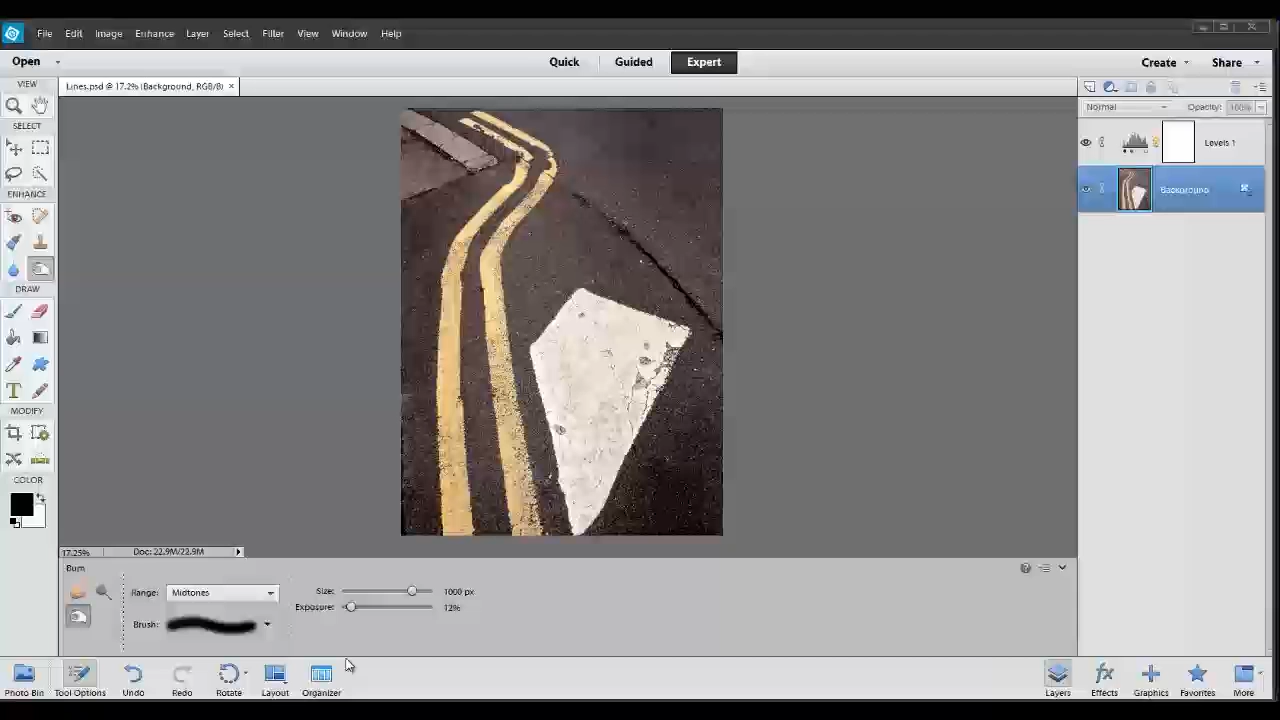 File Edit Image Enhance Layer Select Filter View Window Help
Open Quick Guided Expert Create Share
VIEW Lines.psd @ 17.2% (Background, RGB/8) ×
Normal Opacity: 100%
SELECT
Levels 1
Background
ENHANCE
DRAW
T
MODIFY
COLOR
17.25% Doc: 22.9M/22.9M
Burn
Range: Midtones Size: 1000 px
Exposure: 12%
Brush:
Photo Bin Tool Options Undo Redo Rotate Layout Organizer Layers fx Effects Graphics Favorites More